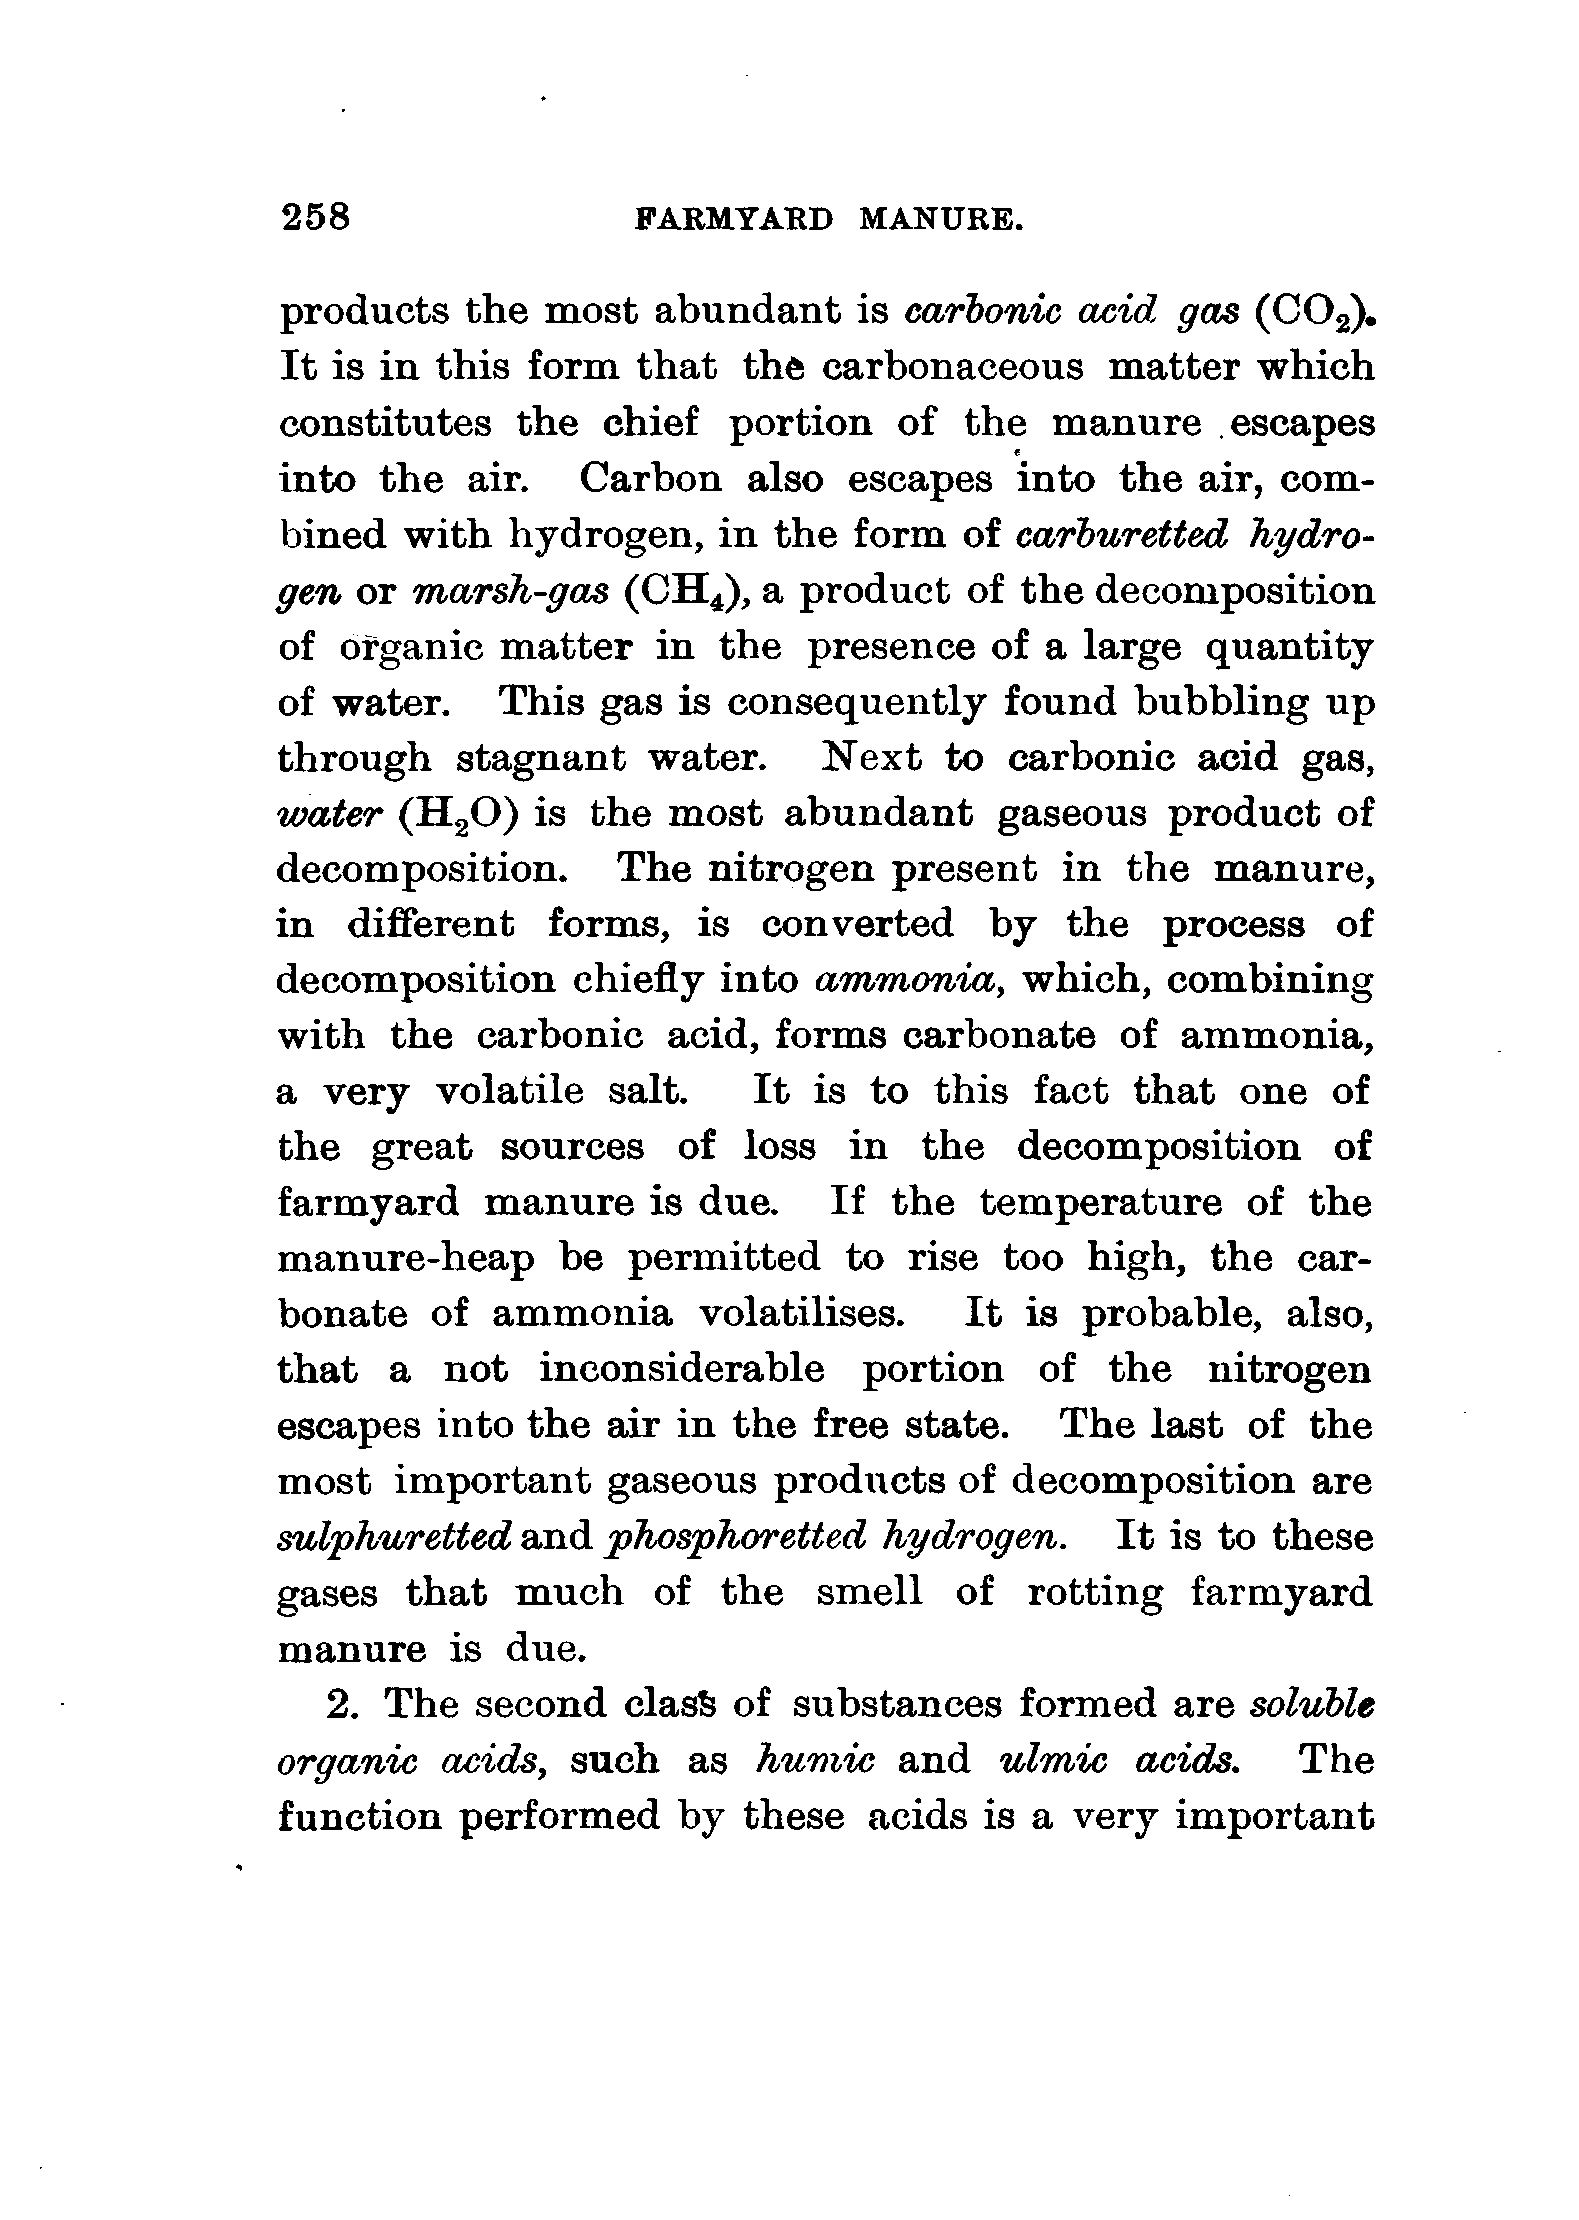 258 FARMYARD MANURE.
products the most abundant is carbonic acid gas (CO₂).
It is in this form that the carbonaceous matter which
constitutes the chief portion of the manure escapes
into the air. Carbon also escapes into the air, com-
bined with hydrogen, in the form of carburetted hydro-
gen or marsh-gas (CH₄), a product of the decomposition
of organic matter in the presence of a large quantity
of water. This gas is consequently found bubbling up
through stagnant water. Next to carbonic acid gas,
water (H₂O) is the most abundant gaseous product of
decomposition. The nitrogen present in the manure,
in different forms, is converted by the process of
decomposition chiefly into ammonia, which, combining
with the carbonic acid, forms carbonate of ammonia,
a very volatile salt. It is to this fact that one of
the great sources of loss in the decomposition of
farmyard manure is due. If the temperature of the
manure-heap be permitted to rise too high, the car-
bonate of ammonia volatilises. It is probable, also,
that a not inconsiderable portion of the nitrogen
escapes into the air in the free state. The last of the
most important gaseous products of decomposition are
sulphuretted and phosphoretted hydrogen. It is to these
gases that much of the smell of rotting farmyard
manure is due.
2. The second class of substances formed are soluble
organic acids, such as humic and ulmic acids. The
function performed by these acids is a very important